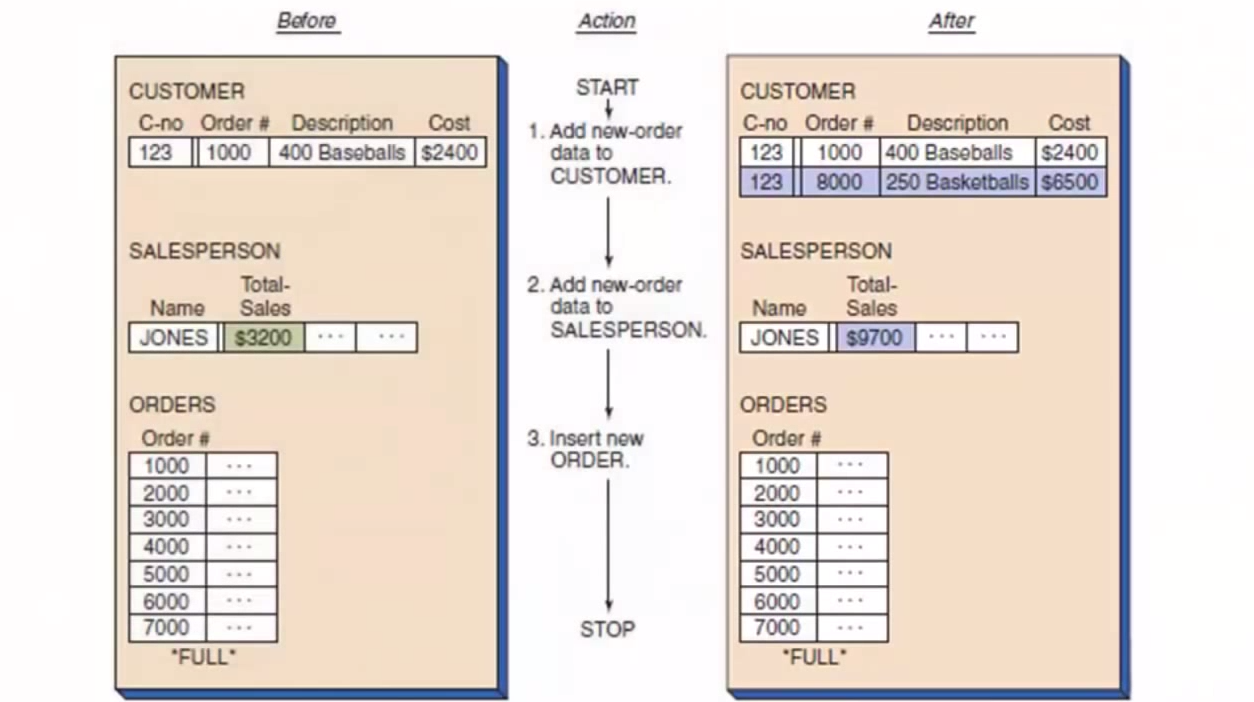 Before Action After
CUSTOMER
C-no Order # Description Cost
123 1000 400 Baseballs $2400
SALESPERSON
Total-
Name Sales
JONES $3200 ... ...
ORDERS
Order #
1000 ...
2000 ...
3000 ...
4000 ...
5000 ...
6000 ...
7000 ...
*FULL*
START
1. Add new-order
data to
CUSTOMER.
2. Add new-order
data to
SALESPERSON.
3. Insert new
ORDER.
STOP
CUSTOMER
C-no Order # Description Cost
123 1000 400 Baseballs $2400
123 8000 250 Basketballs $6500
SALESPERSON
Total-
Name Sales
JONES $9700 ... ...
ORDERS
Order #
1000 ...
2000 ...
3000 ...
4000 ...
5000 ...
6000 ...
7000 ...
*FULL*